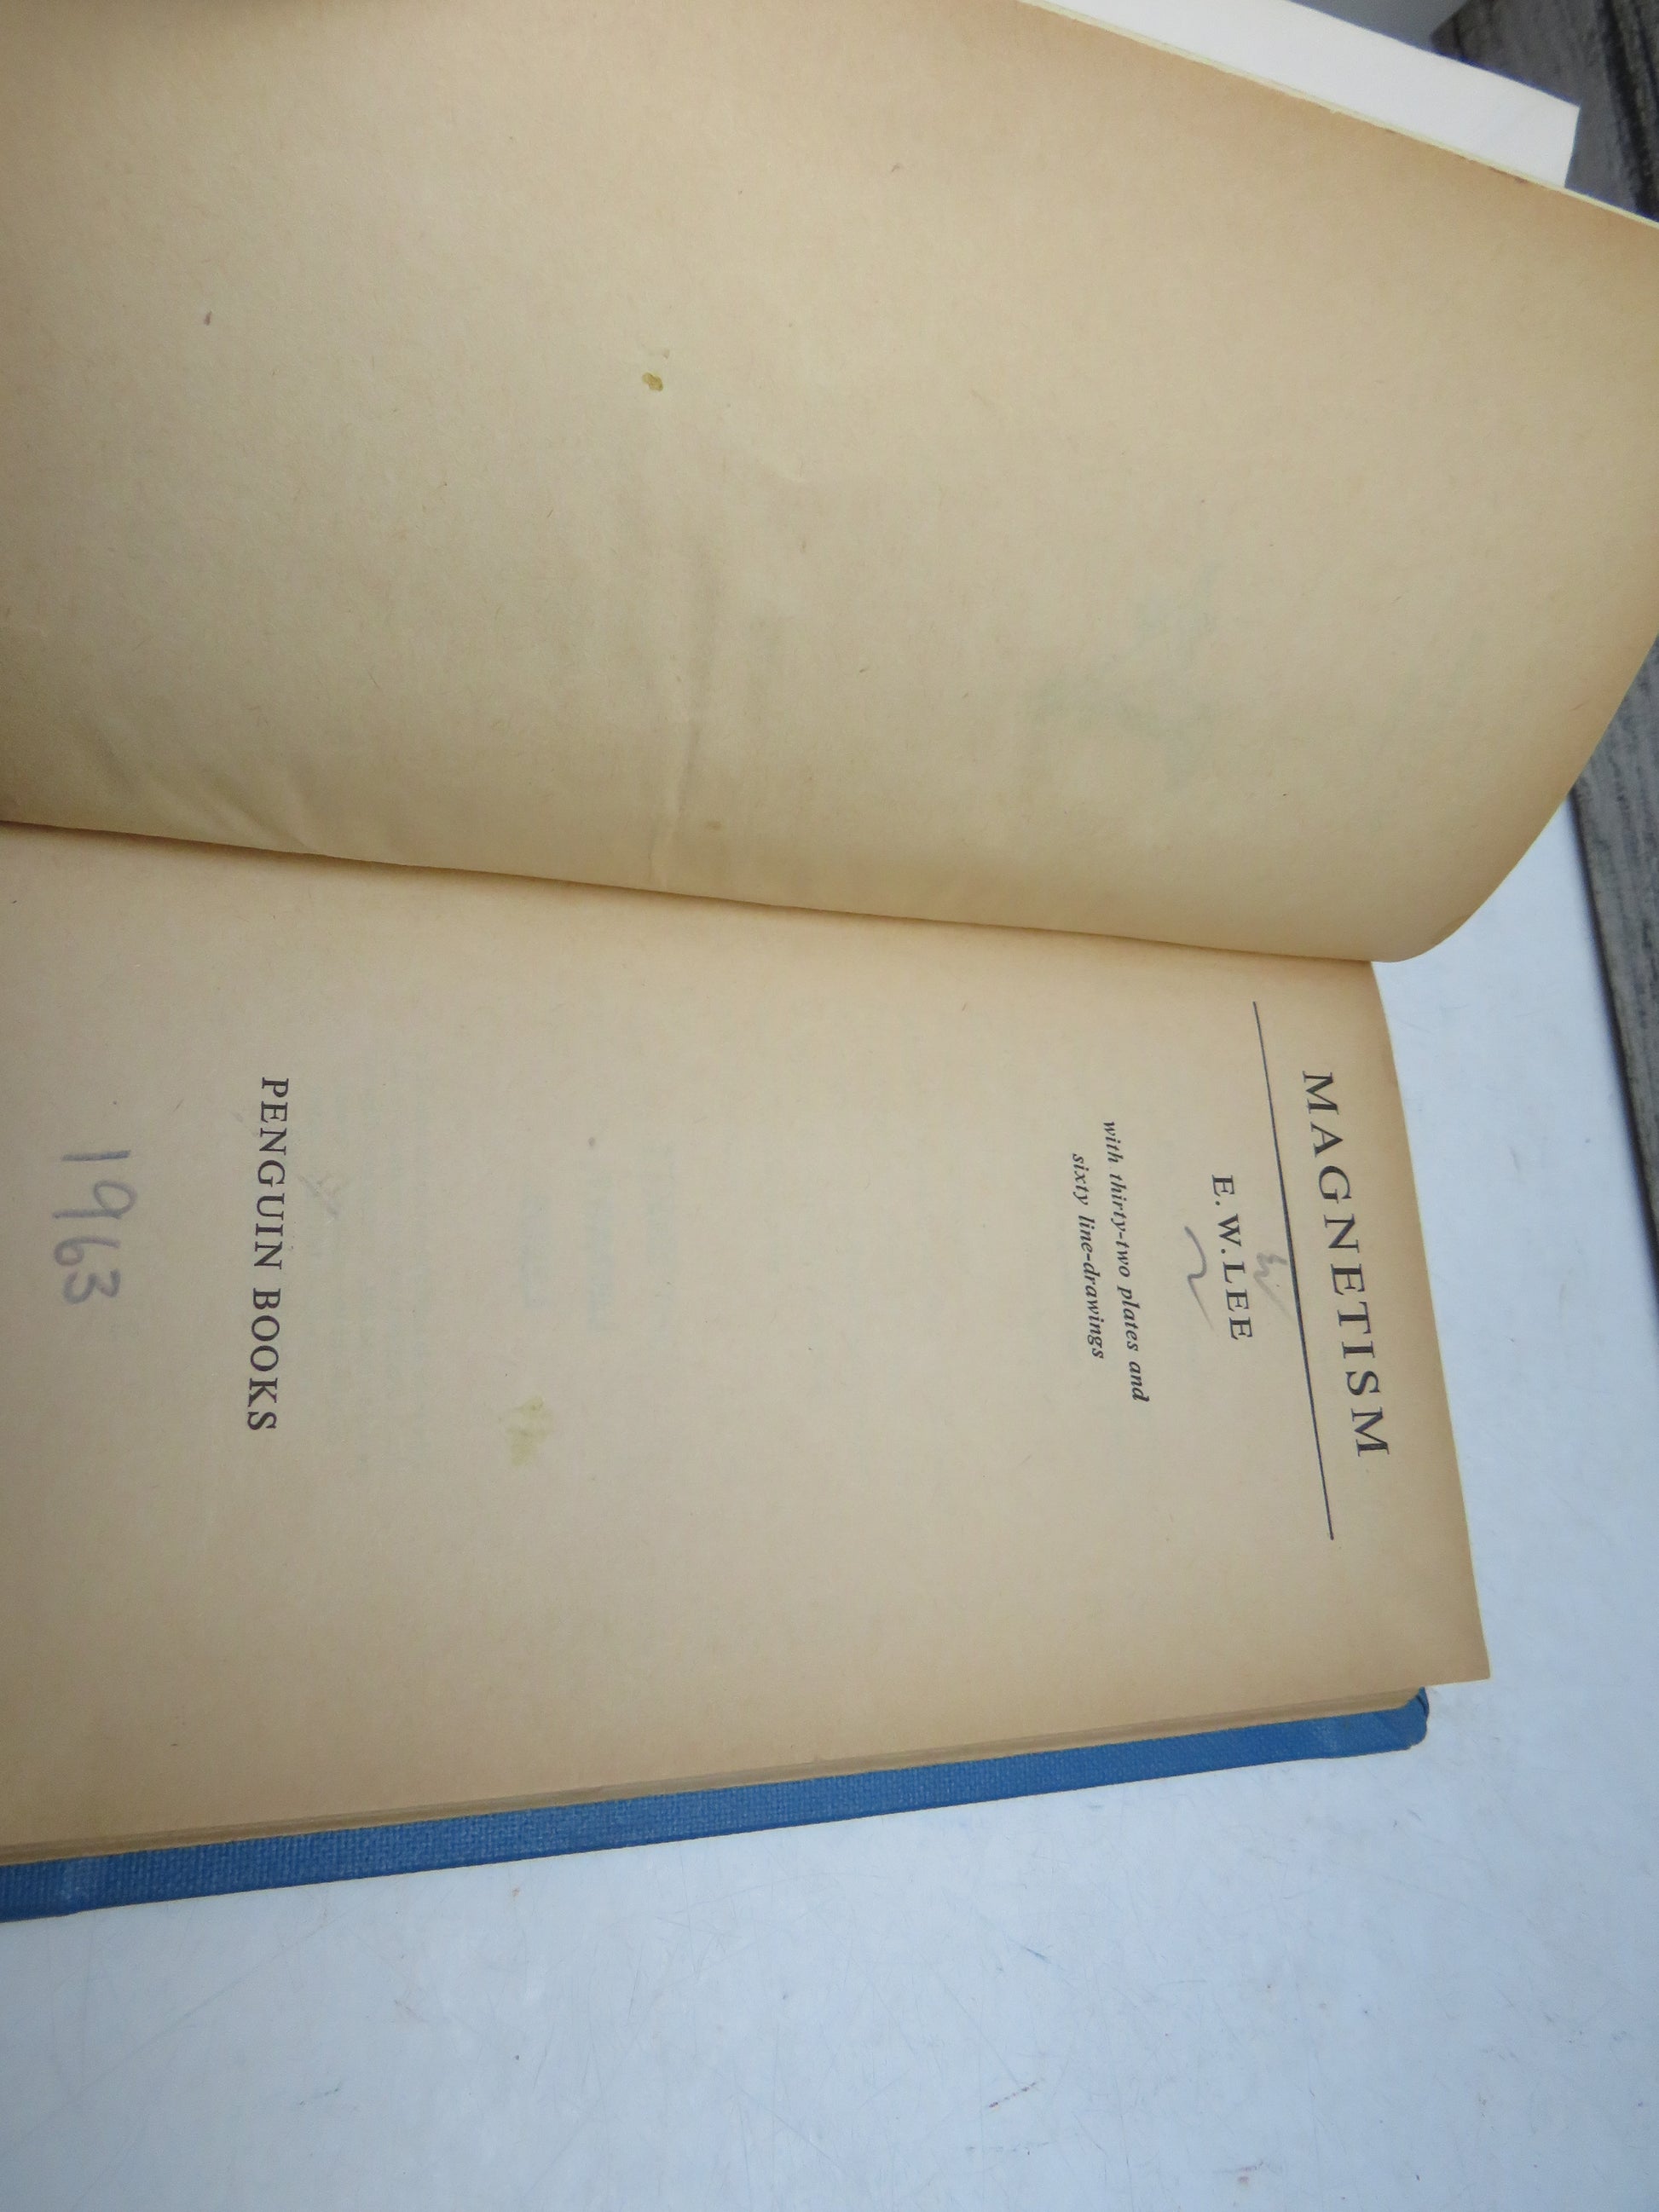 MAGNETISM
E.W.LEE
with thirty-two plates and
sixty line-drawings
PENGUIN BOOKS
1963